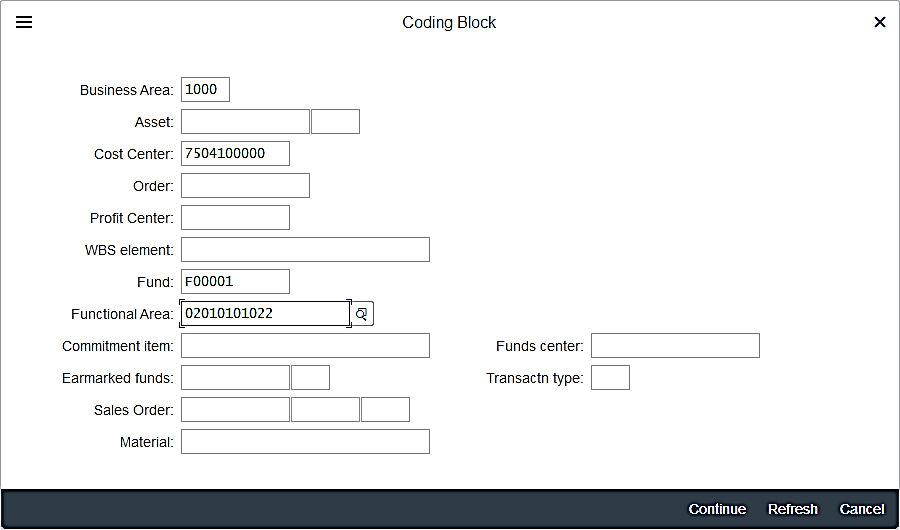 Coding Block
Business Area: 1000
Asset:
Cost Center: 7504100000
Order:
Profit Center:
WBS element:
Fund: F00001
Functional Area: 02010101022
Commitment item: Funds center:
Earmarked funds: Transactn type:
Sales Order:
Material:
Continue Refresh Cancel